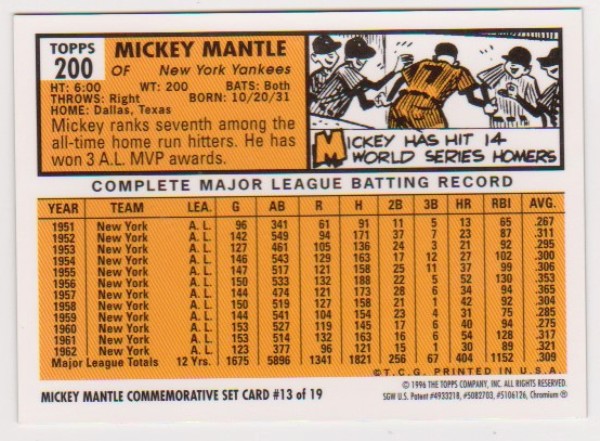 TOPPS
200
MICKEY MANTLE
OF New York Yankees
HT: 6:00 WT: 200 BATS: Both
THROWS: Right BORN: 10/20/31
HOME: Dallas, Texas
Mickey ranks seventh among the
all-time home run hitters. He has
won 3 A.L. MVP awards.
7
MICKEY HAS HIT 14
WORLD SERIES HOMERS
COMPLETE MAJOR LEAGUE BATTING RECORD
YEAR TEAM LEA. G AB R H 2B 3B HR RBI AVG.
1951 New York A.L. 96 341 61 91 11 5 13 65 .267
1952 New York A.L. 142 549 94 171 37 7 23 87 .311
1953 New York A.L. 127 461 105 136 24 3 21 92 .295
1954 New York A.L. 146 543 129 163 17 12 27 102 .300
1955 New York A.L. 147 517 121 158 25 11 37 99 .306
1956 New York A.L. 150 533 132 188 22 5 52 130 .353
1957 New York A.L. 144 474 121 173 28 6 34 94 .365
1958 New York A.L. 150 519 127 158 21 1 42 97 .304
1959 New York A.L. 144 541 104 154 23 4 31 75 .285
1960 New York A.L. 153 527 119 145 17 6 40 94 .275
1961 New York A.L. 153 514 132 163 16 6 54 128 .317
1962 New York A.L. 123 377 96 121 15 1 30 89 .321
Major League Totals 12 Yrs. 1675 5896 1341 1821 256 67 404 1152 .309
©T.C.G. PRINTED IN U.S.A.
© 1996 THE TOPPS COMPANY, INC. ALL RIGHTS RESERVED.
MICKEY MANTLE COMMEMORATIVE SET CARD #13 of 19
SGW U.S. Patent #4933218, #5082703, #5106126, Chromium ®